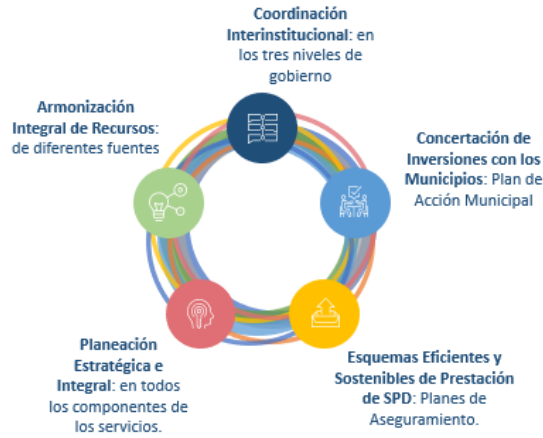 Coordinación
Interinstitucional: en
los tres niveles de
gobierno
Armonización
Integral de Recursos:
de diferentes fuentes
Concertación de
Inversiones con los
Municipios: Plan de
Acción Municipal
Planeación
Estratégica e
Integral: en todos
los componentes de
los servicios.
Esquemas Eficientes y
Sostenibles de Prestación
de SPD: Planes de
Aseguramiento.